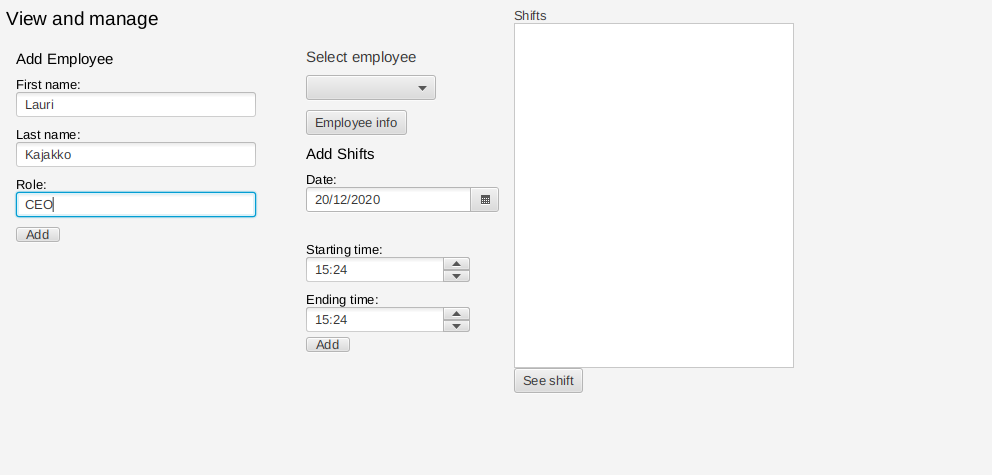 View and manage
Add Employee
First name:
Lauri
Last name:
Kajakko
Role:
CEO
Add
Select employee
Employee info
Add Shifts
Date:
20/12/2020
Starting time:
15:24
Ending time:
15:24
Add
Shifts
See shift